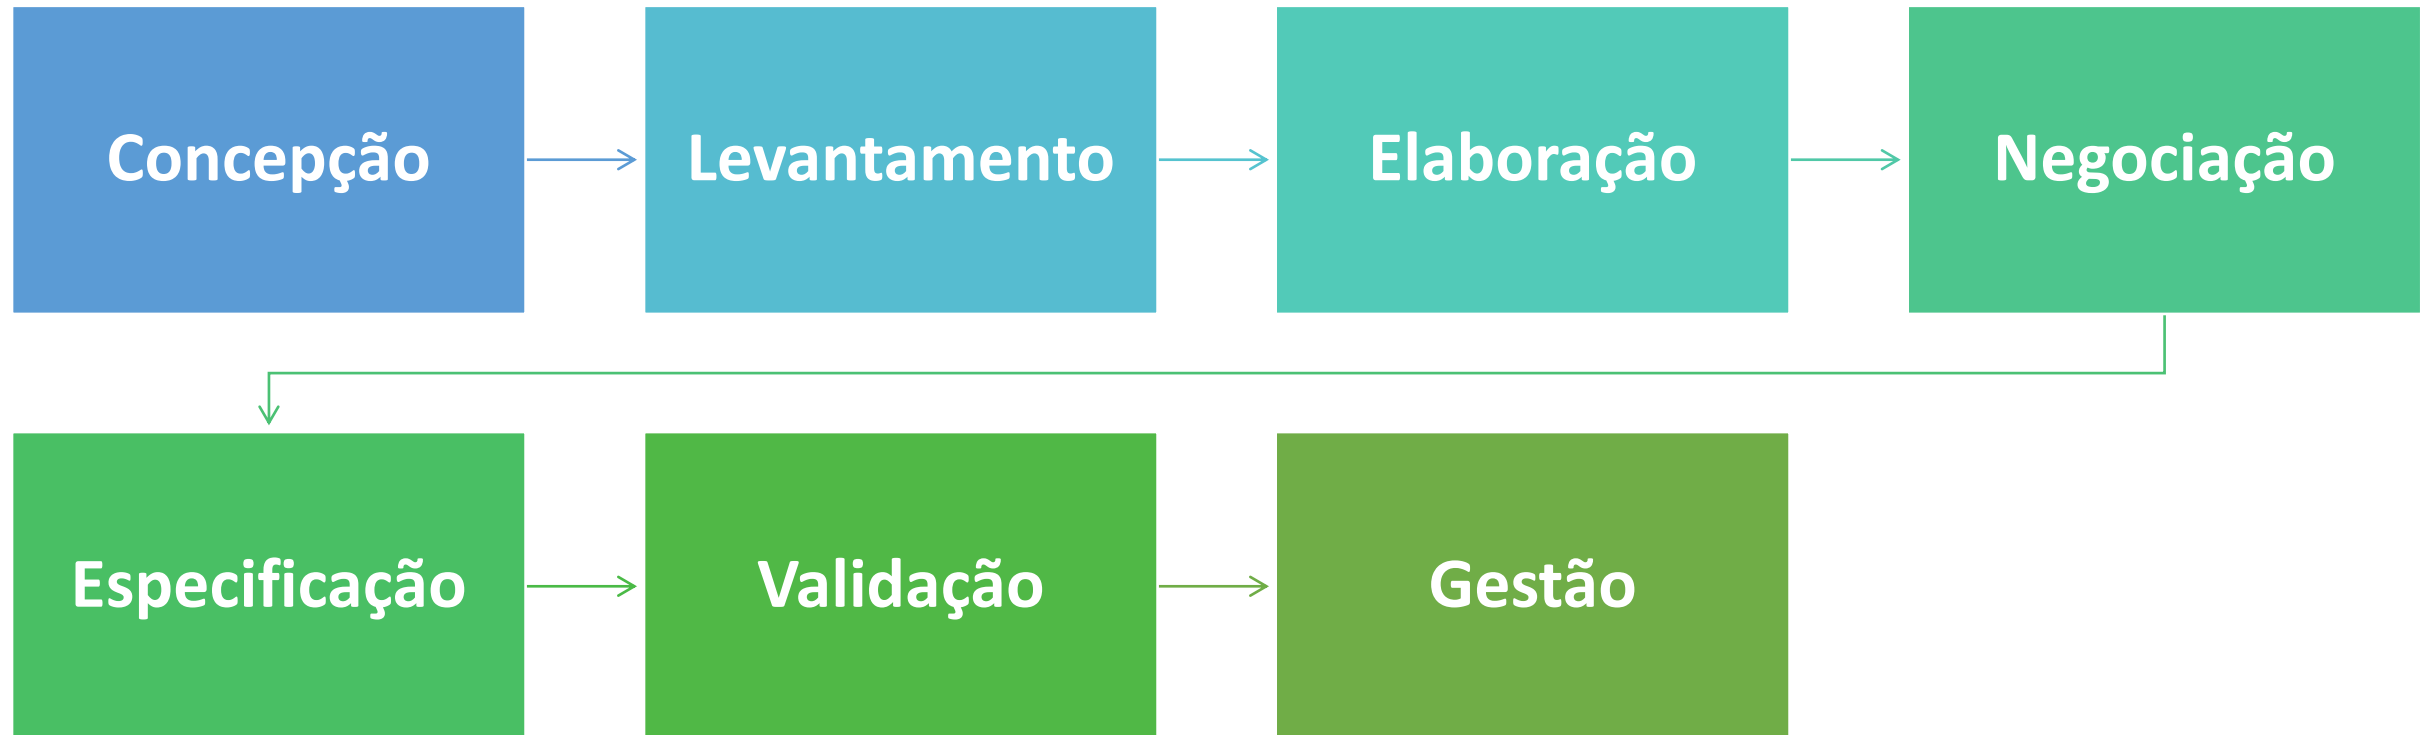 Concepção
Levantamento
Elaboração
Negociação
Especificação
Validação
Gestão